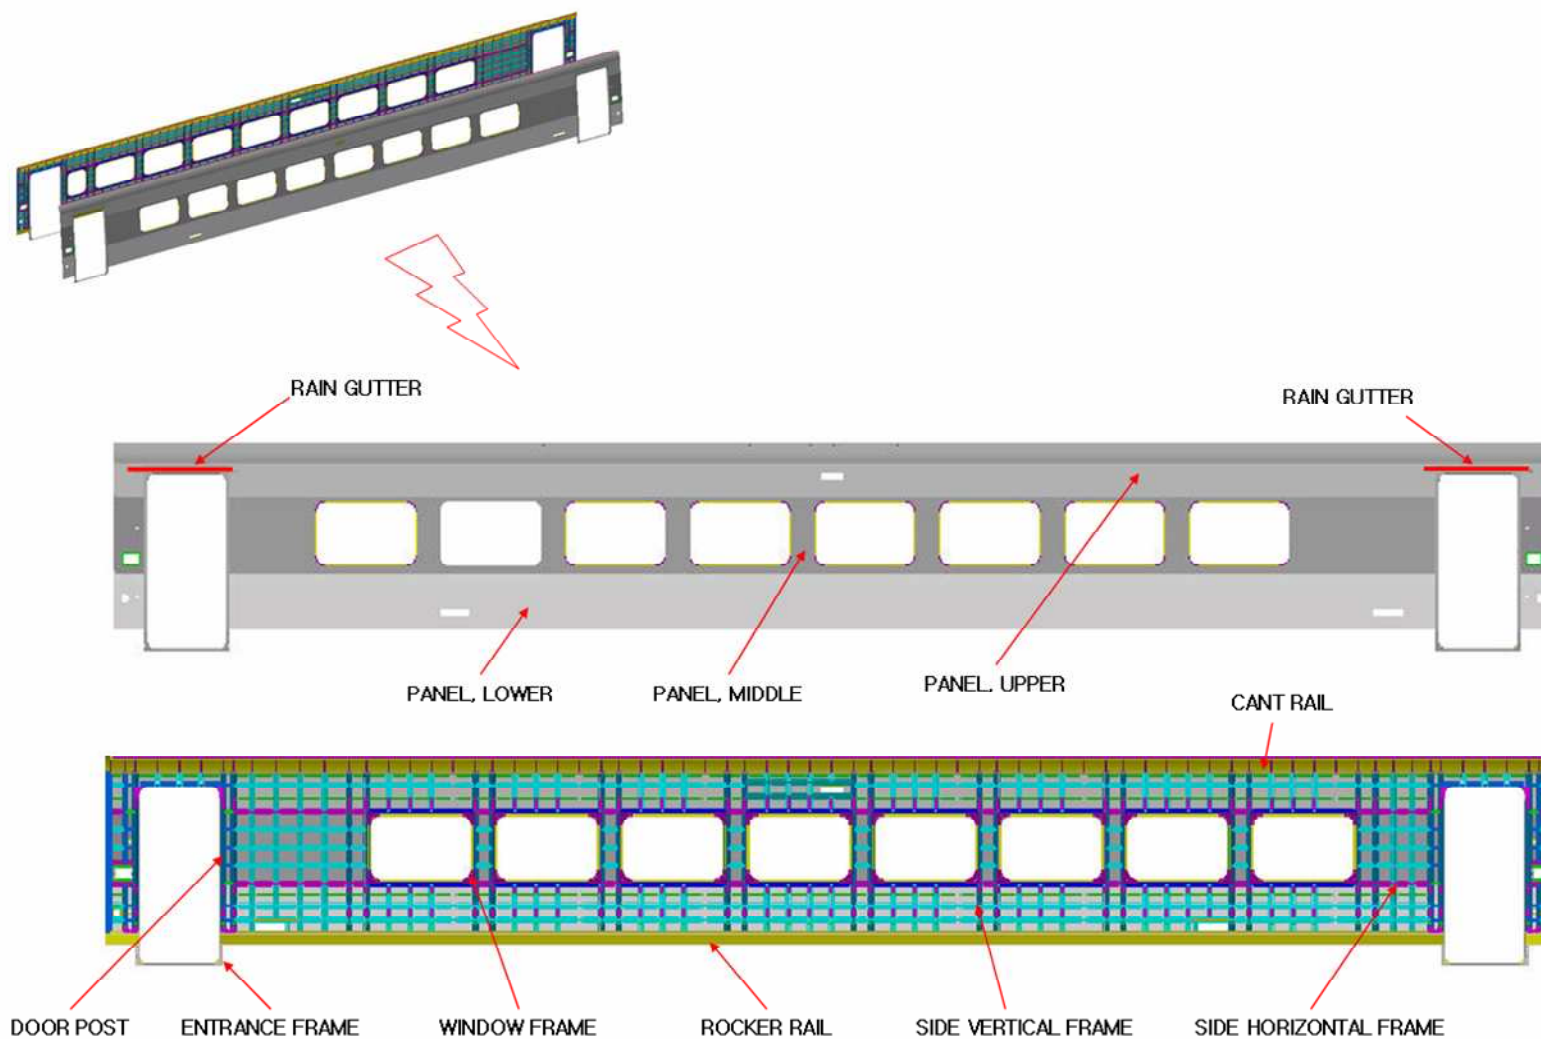 RAIN GUTTER
RAIN GUTTER
PANEL, LOWER
PANEL, MIDDLE
PANEL, UPPER
CANT RAIL
DOOR POST
ENTRANCE FRAME
WINDOW FRAME
ROCKER RAIL
SIDE VERTICAL FRAME
SIDE HORIZONTAL FRAME